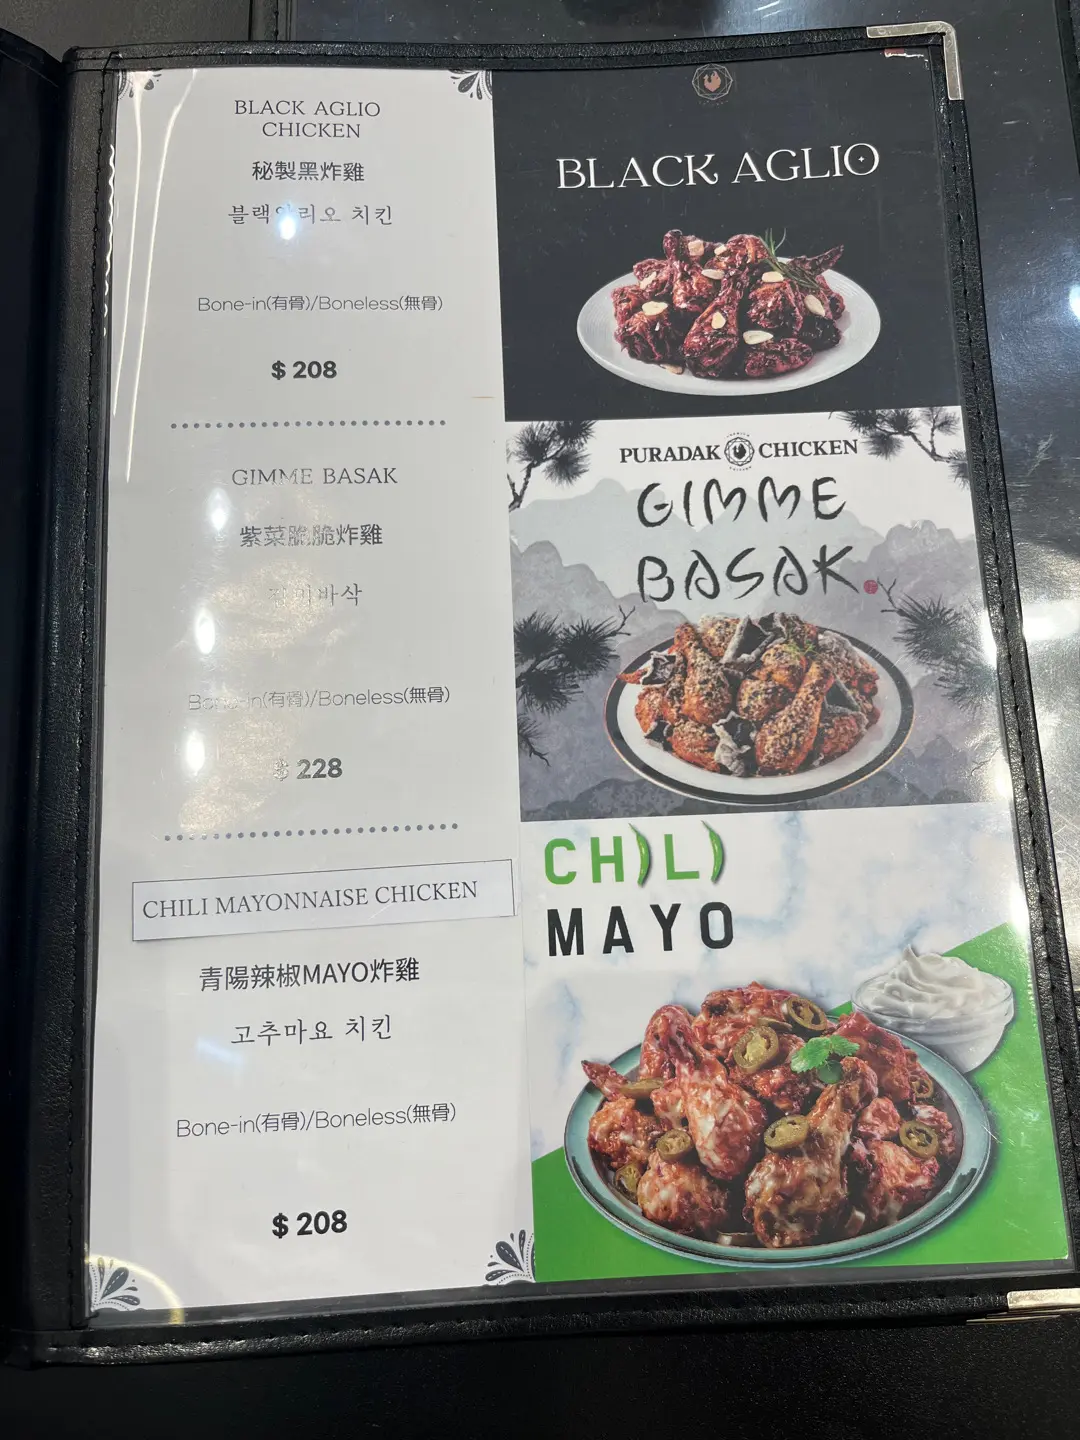 BLACK AGLIO
CHICKEN
秘製黑炸雞
블랙알리오 치킨
Bone-in(有骨)/Boneless(無骨)
$ 208
GIMME BASAK
紫菜脆脆炸雞
바삭
Bone-in(有骨)/Boneless(無骨)
$ 228
CHILI MAYONNAISE CHICKEN
青陽辣椒MAYO炸雞
고추마요 치킨
Bone-in(有骨)/Boneless(無骨)
$ 208
BLACK AGLIO
PURADAK CHICKEN
GIMME
BASAK
CHILI
MAYO